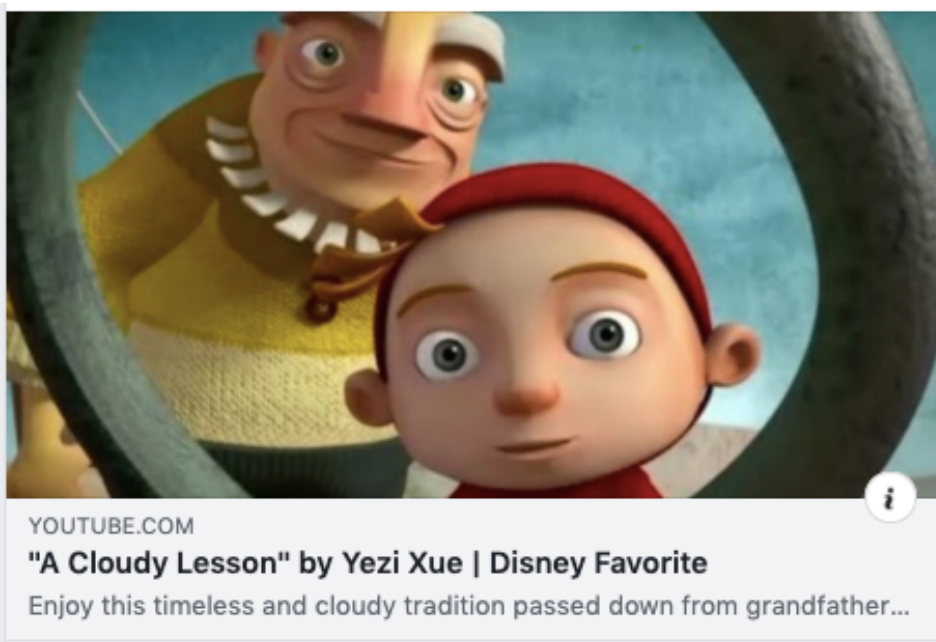 YOUTUBE.COM
"A Cloudy Lesson" by Yezi Xue | Disney Favorite
Enjoy this timeless and cloudy tradition passed down from grandfather...